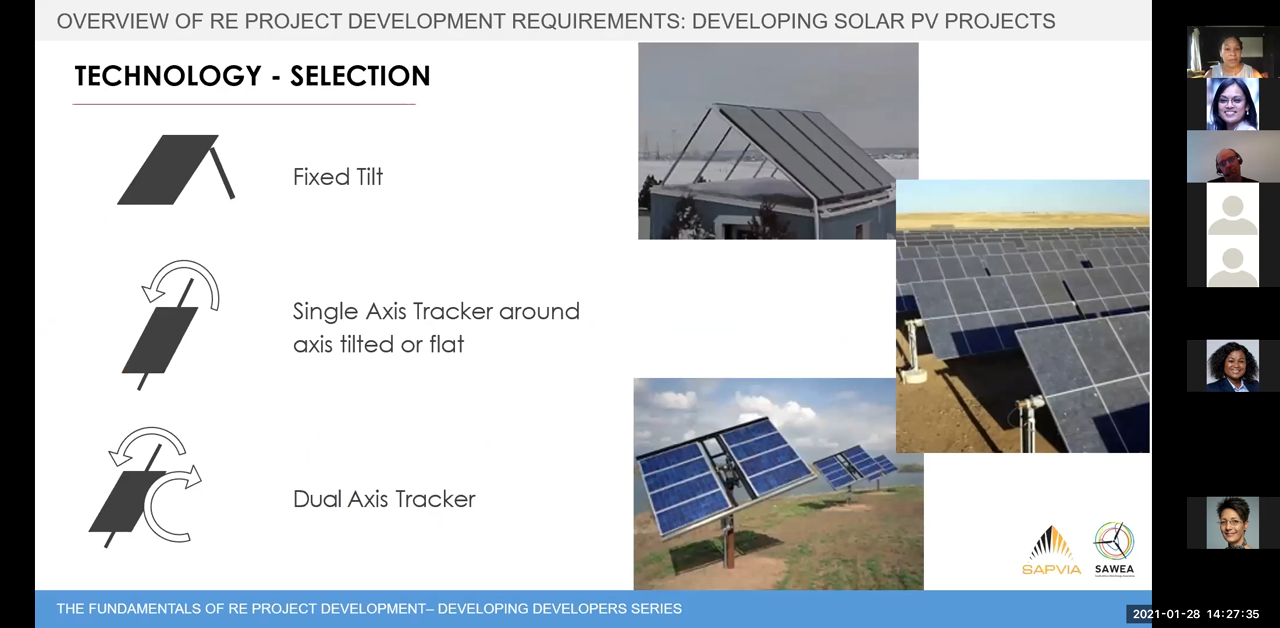 OVERVIEW OF RE PROJECT DEVELOPMENT REQUIREMENTS: DEVELOPING SOLAR PV PROJECTS
TECHNOLOGY - SELECTION
Fixed Tilt
Single Axis Tracker around
axis tilted or flat
Dual Axis Tracker
SAPVIA
SAWEA
THE FUNDAMENTALS OF RE PROJECT DEVELOPMENT– DEVELOPING DEVELOPERS SERIES
2021-01-28 14:27:35